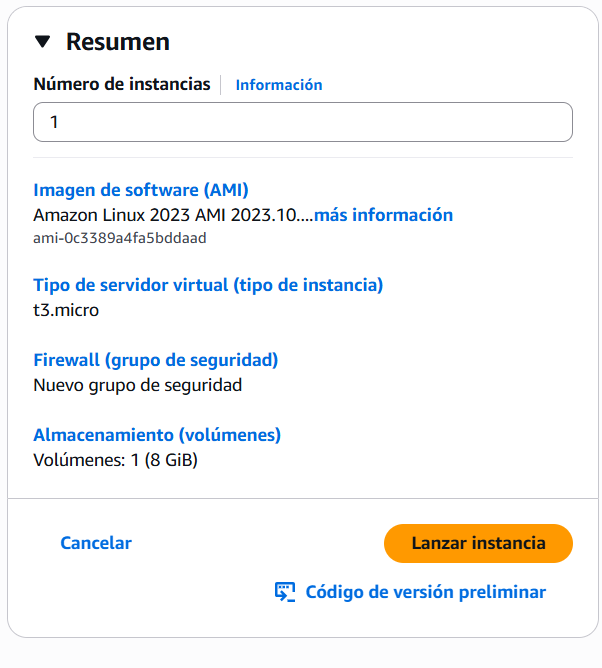 Resumen
Número de instancias Información
1
Imagen de software (AMI)
Amazon Linux 2023 AMI 2023.10....más información
ami-0c3389a4fa5bddaad
Tipo de servidor virtual (tipo de instancia)
t3.micro
Firewall (grupo de seguridad)
Nuevo grupo de seguridad
Almacenamiento (volúmenes)
Volúmenes: 1 (8 GiB)
Cancelar Lanzar instancia
Código de versión preliminar